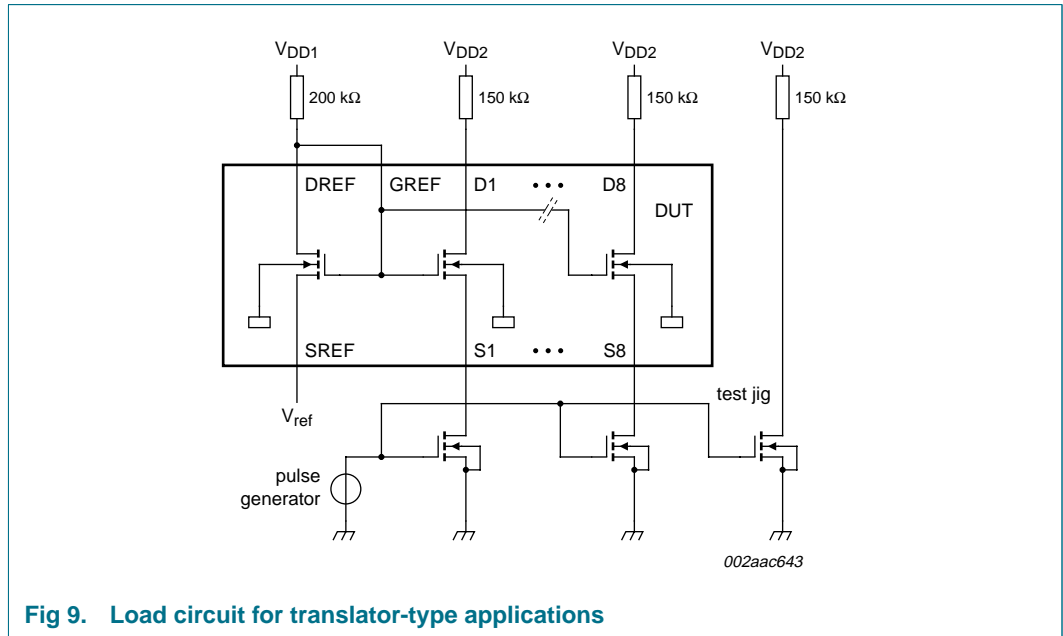 VDD1 VDD2 VDD2 VDD2
200 kΩ 150 kΩ 150 kΩ 150 kΩ
DREF GREF D1 • • • D8
DUT
SREF S1 • • • S8
test jig
Vref
pulse
generator
002aac643
Fig 9. Load circuit for translator-type applications